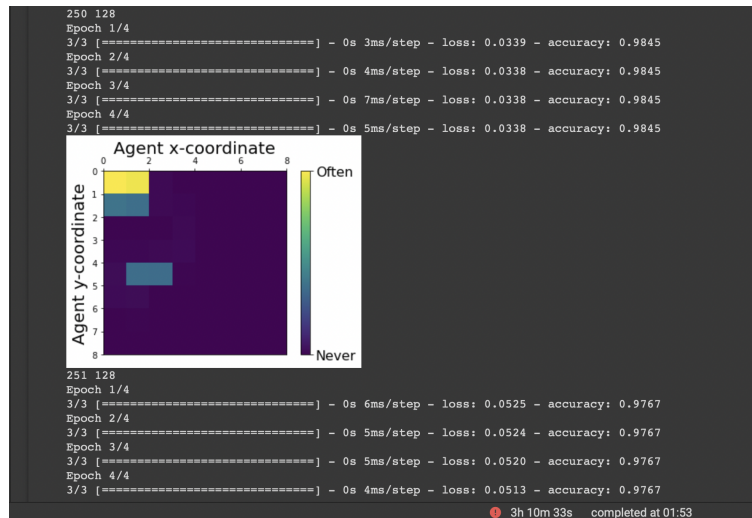 250 128
Epoch 1/4
3/3 [==============================] - 0s 3ms/step - loss: 0.0339 - accuracy: 0.9845
Epoch 2/4
3/3 [==============================] - 0s 4ms/step - loss: 0.0338 - accuracy: 0.9845
Epoch 3/4
3/3 [==============================] - 0s 7ms/step - loss: 0.0338 - accuracy: 0.9845
Epoch 4/4
3/3 [==============================] - 0s 5ms/step - loss: 0.0338 - accuracy: 0.9845
Agent x-coordinate
0 2 4 6 8
Agent y-coordinate
0
1
2
3
4
5
6
7
8
Often
Never
251 128
Epoch 1/4
3/3 [==============================] - 0s 6ms/step - loss: 0.0525 - accuracy: 0.9767
Epoch 2/4
3/3 [==============================] - 0s 5ms/step - loss: 0.0524 - accuracy: 0.9767
Epoch 3/4
3/3 [==============================] - 0s 5ms/step - loss: 0.0520 - accuracy: 0.9767
Epoch 4/4
3/3 [==============================] - 0s 4ms/step - loss: 0.0513 - accuracy: 0.9767
! 3h 10m 33s completed at 01:53